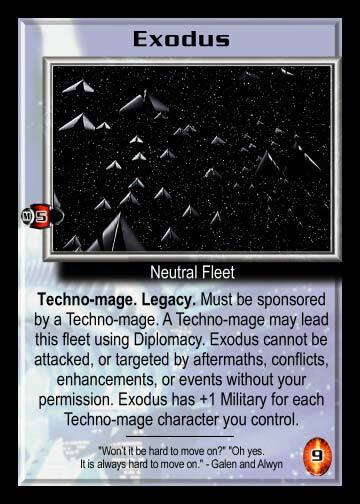 Exodus
M 5
Neutral Fleet
Techno-mage. Legacy. Must be sponsored
by a Techno-mage. A Techno-mage may lead
this fleet using Diplomacy. Exodus cannot be
attacked, or targeted by aftermaths, conflicts,
enhancements, or events without your
permission. Exodus has +1 Military for each
Techno-mage character you control.
"Won't it be hard to move on?" "Oh yes.
It is always hard to move on." - Galen and Alwyn
9